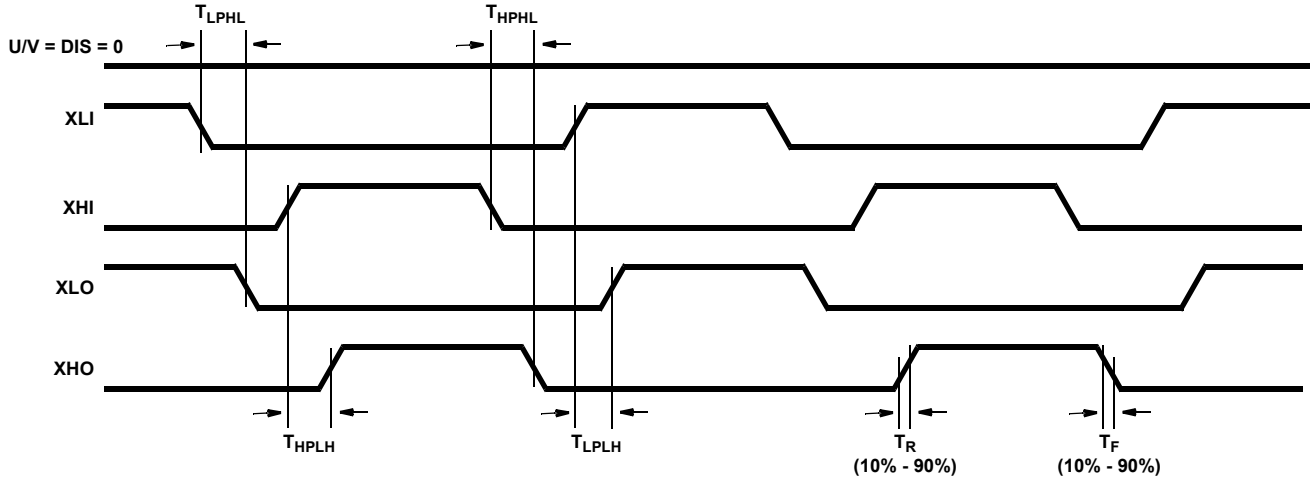 T_LPHL T_HPHL
U/V = DIS = 0
XLI
XHI
XLO
XHO
T_HPLH T_LPLH T_R T_F
(10% - 90%) (10% - 90%)